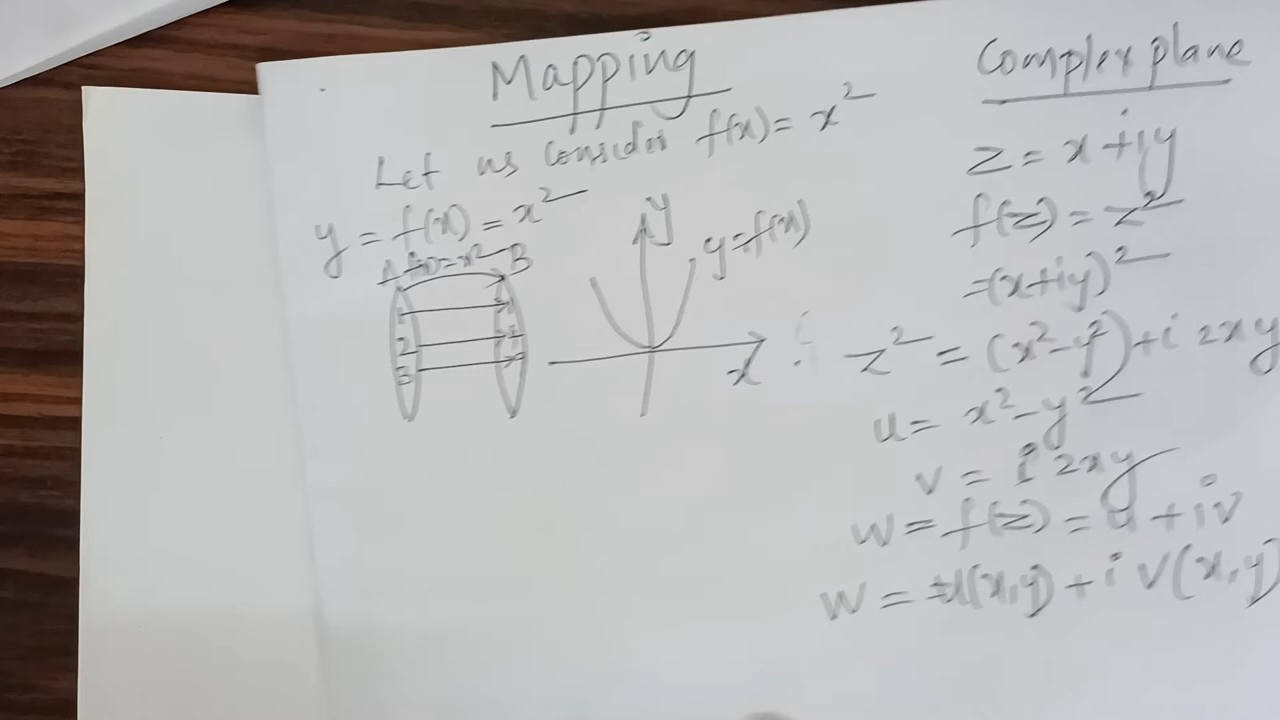 Mapping
Let us consider f(x) = x²
y = f(x) = x²
A f(x)=x² B
1
2
3
y
y=f(x)
x
Complex plane
z = x+iy
f(z) = z²
=(x+iy)²
z² = (x²-y²)+i 2xy
u = x²-y²
v = i 2xy
w = f(z) = u+iv
w = u(x,y)+i v(x,y)